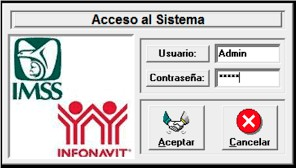 Acceso al Sistema
IMSS
INFONAVIT
Usuario: Admin
Contraseña: *****
Aceptar
Cancelar